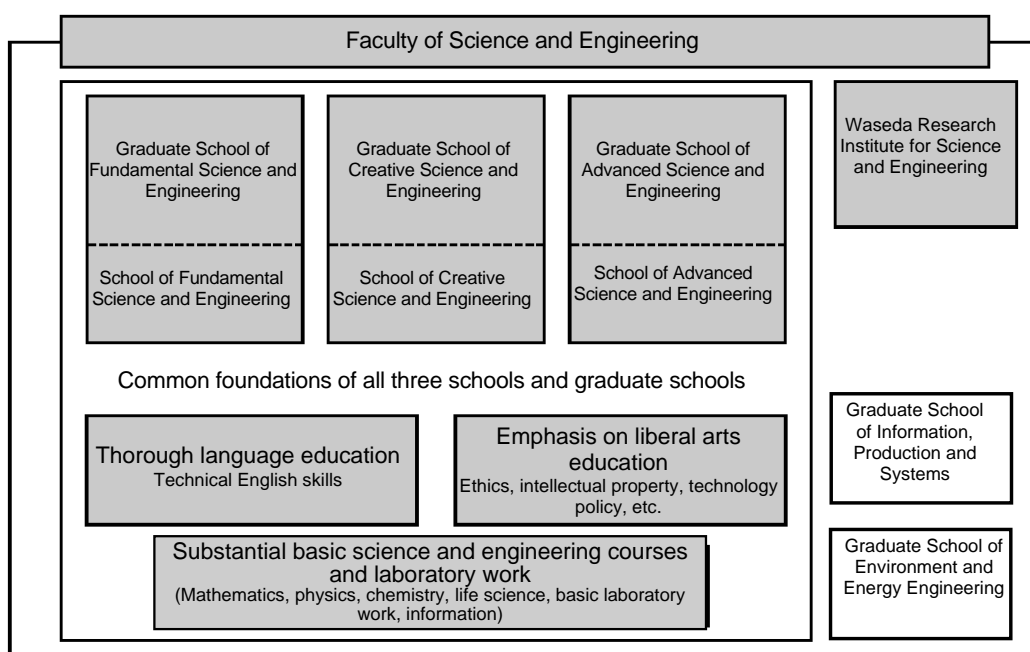 Faculty of Science and Engineering
Graduate School of
Fundamental Science and
Engineering
School of Fundamental
Science and Engineering
Graduate School of
Creative Science and
Engineering
School of Creative
Science and Engineering
Graduate School of
Advanced Science and
Engineering
School of Advanced
Science and Engineering
Waseda Research
Institute for Science
and Engineering
Common foundations of all three schools and graduate schools
Thorough language education
Technical English skills
Emphasis on liberal arts
education
Ethics, intellectual property, technology
policy, etc.
Substantial basic science and engineering courses
and laboratory work
(Mathematics, physics, chemistry, life science, basic laboratory
work, information)
Graduate School
of Information,
Production and
Systems
Graduate School of
Environment and
Energy Engineering